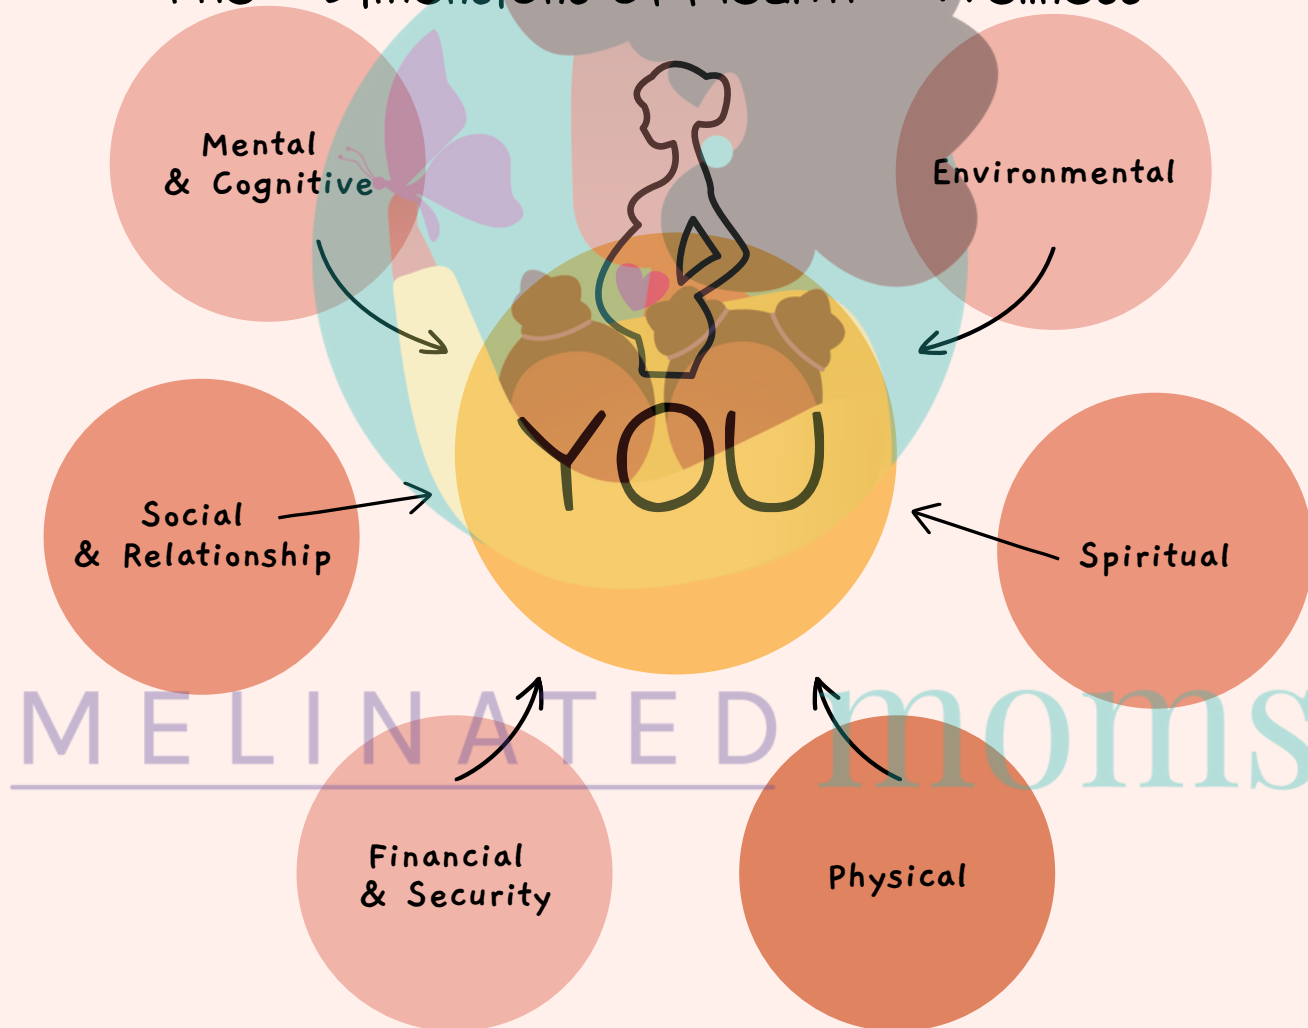 Mental
& Cognitive
Environmental
YOU
Social
& Relationship
Spiritual
MELINATED moms
Financial
& Security
Physical